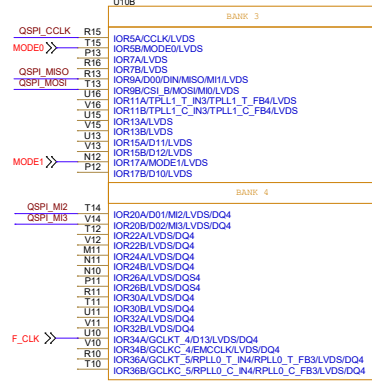 U10B
BANK 3
QSPI_CCLK R15 IOR5A/CCLK/LVDS
MODE0 T15 IOR5B/MODE0/LVDS
P13 IOR7A/LVDS
R16 IOR7B/LVDS
QSPI_MISO R13 IOR9A/D00/DIN/MISO/MI1/LVDS
QSPI_MOSI T13 IOR9B/CSI_B/MOSI/MI0/LVDS
U16 IOR11A/TPLL1_T_IN3/TPLL1_T_FB4/LVDS
V16 IOR11B/TPLL1_C_IN3/TPLL1_C_FB4/LVDS
U15 IOR13A/LVDS
V15 IOR13B/LVDS
U13 IOR15A/D11/LVDS
V13 IOR15B/D12/LVDS
MODE1 N12 IOR17A/MODE1/LVDS
P12 IOR17B/D10/LVDS
BANK 4
QSPI_MI2 T14 IOR20A/D01/MI2/LVDS/DQ4
QSPI_MI3 V14 IOR20B/D02/MI3/LVDS/DQ4
T12 IOR22A/LVDS/DQ4
V12 IOR22B/LVDS/DQ4
M11 IOR24A/LVDS/DQ4
N11 IOR24B/LVDS/DQ4
N10 IOR26A/LVDS/DQS4
P11 IOR26B/LVDS/DQS4
R11 IOR30A/LVDS/DQ4
T11 IOR30B/LVDS/DQ4
U11 IOR32A/LVDS/DQ4
V11 IOR32B/LVDS/DQ4
F_CLK U10 IOR34A/GCLKT_4/D13/LVDS/DQ4
V10 IOR34B/GCLKC_4/EMCCLK/LVDS/DQ4
R10 IOR36A/GCLKT_5/RPLL0_T_IN4/RPLL0_T_FB3/LVDS/DQ4
T10 IOR36B/GCLKC_5/RPLL0_C_IN4/RPLL0_C_FB3/LVDS/DQ4